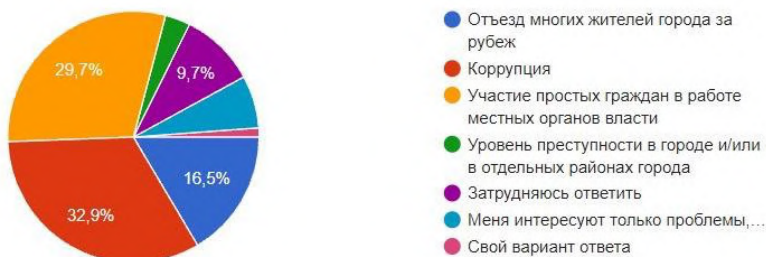 29,7%
9,7%
16,5%
32,9%
Отъезд многих жителей города за
рубеж
Коррупция
Участие простых граждан в работе
местных органов власти
Уровень преступности в городе и/или
в отдельных районах города
Затрудняюсь ответить
Меня интересуют только проблемы,...
Свой вариант ответа